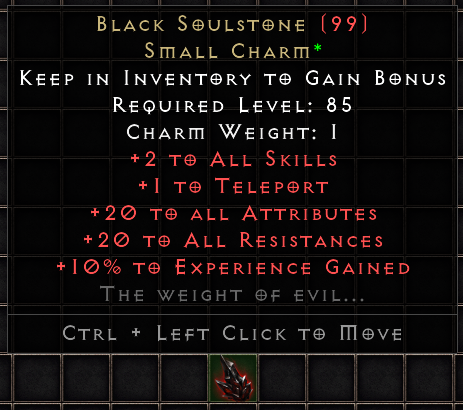 Black Soulstone (99)
Small Charm*
Keep in Inventory to Gain Bonus
Required Level: 85
Charm Weight: 1
+2 to All Skills
+1 to Teleport
+20 to all Attributes
+20 to All Resistances
+10% to Experience Gained
The weight of evil...
Ctrl + Left Click to Move